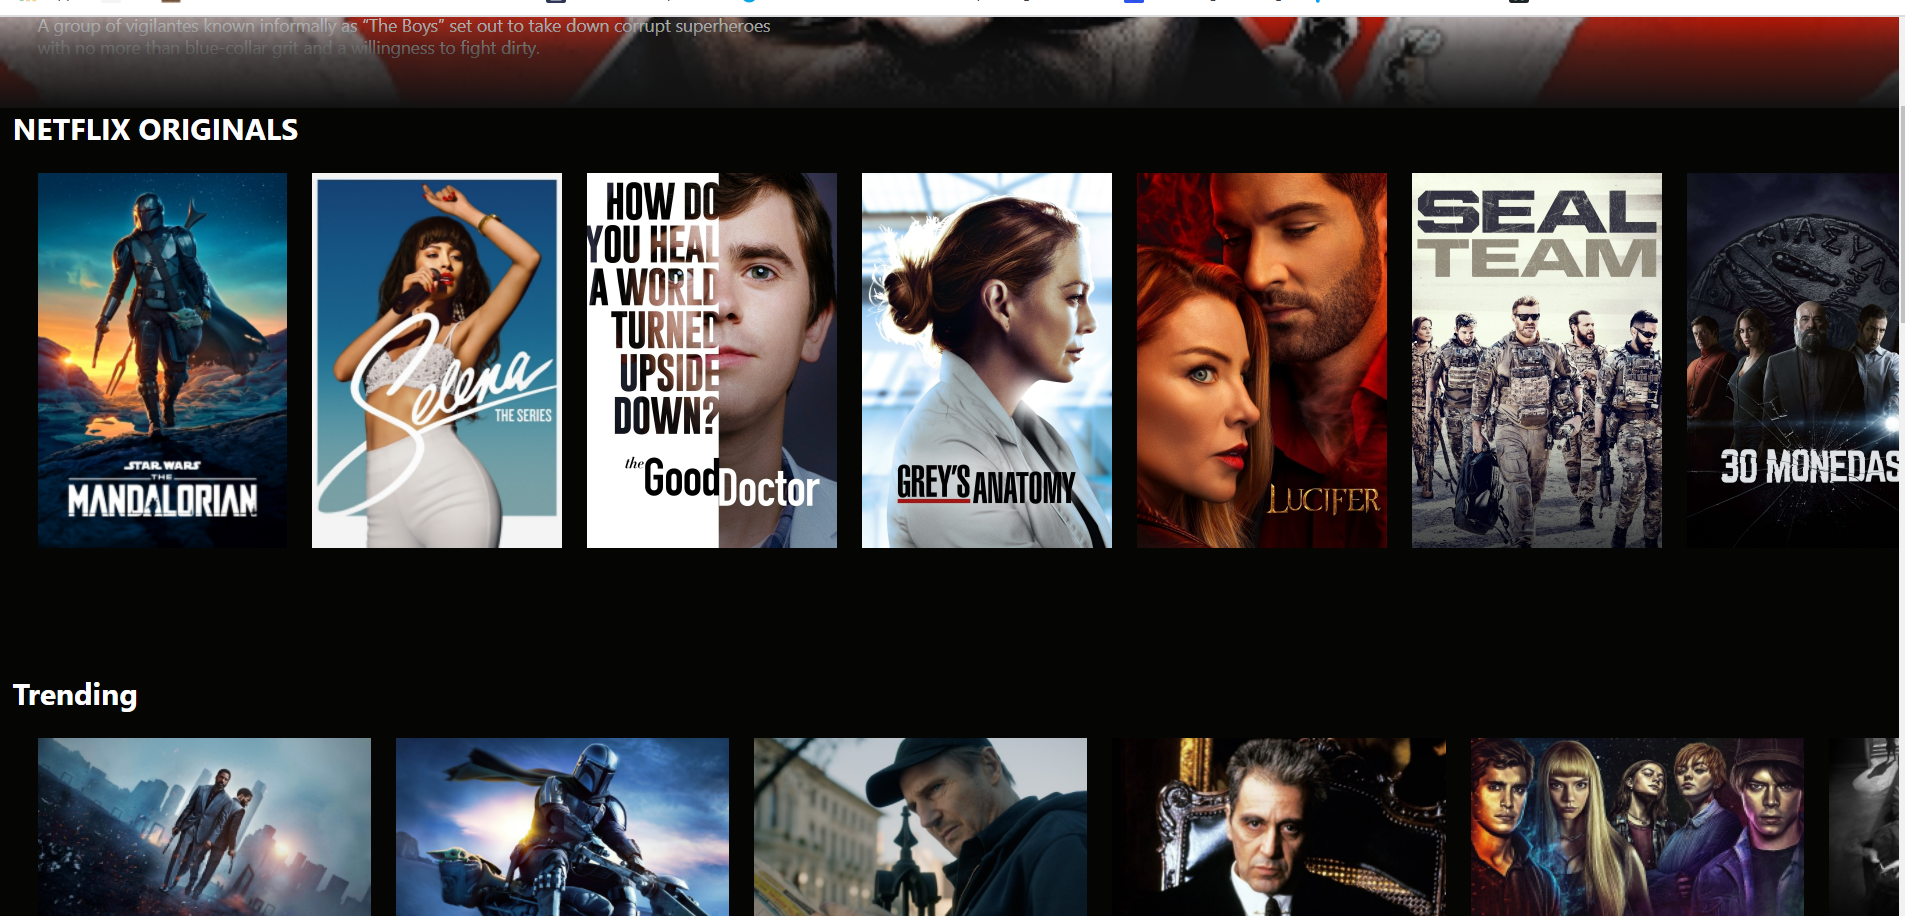 A group of vigilantes known informally as “The Boys” set out to take down corrupt superheroes
with no more than blue-collar grit and a willingness to fight dirty.
NETFLIX ORIGINALS
STAR WARS
THE
MANDALORIAN
Selena
THE SERIES
HOW DO
YOU HEAL
A WORLD
TURNED
UPSIDE
DOWN?
the Good Doctor
GREY'S ANATOMY
LUCIFER
SEAL
TEAM
30 MONEDAS
Trending